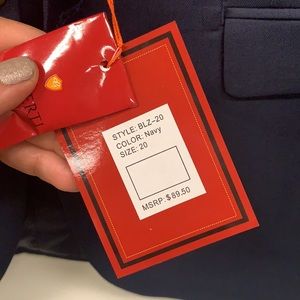 STYLE: BLZ-20
COLOR: Navy
SIZE: 20
MSRP: $89.50